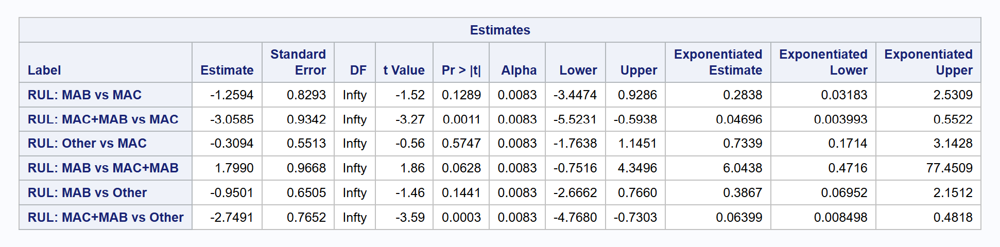 Estimates
Label Estimate Standard Error DF t Value Pr > |t| Alpha Lower Upper Exponentiated Estimate Exponentiated Lower Exponentiated Upper
RUL: MAB vs MAC -1.2594 0.8293 Infty -1.52 0.1289 0.0083 -3.4474 0.9286 0.2838 0.03183 2.5309
RUL: MAC+MAB vs MAC -3.0585 0.9342 Infty -3.27 0.0011 0.0083 -5.5231 -0.5938 0.04696 0.003993 0.5522
RUL: Other vs MAC -0.3094 0.5513 Infty -0.56 0.5747 0.0083 -1.7638 1.1451 0.7339 0.1714 3.1428
RUL: MAB vs MAC+MAB 1.7990 0.9668 Infty 1.86 0.0628 0.0083 -0.7516 4.3496 6.0438 0.4716 77.4509
RUL: MAB vs Other -0.9501 0.6505 Infty -1.46 0.1441 0.0083 -2.6662 0.7660 0.3867 0.06952 2.1512
RUL: MAC+MAB vs Other -2.7491 0.7652 Infty -3.59 0.0003 0.0083 -4.7680 -0.7303 0.06399 0.008498 0.4818